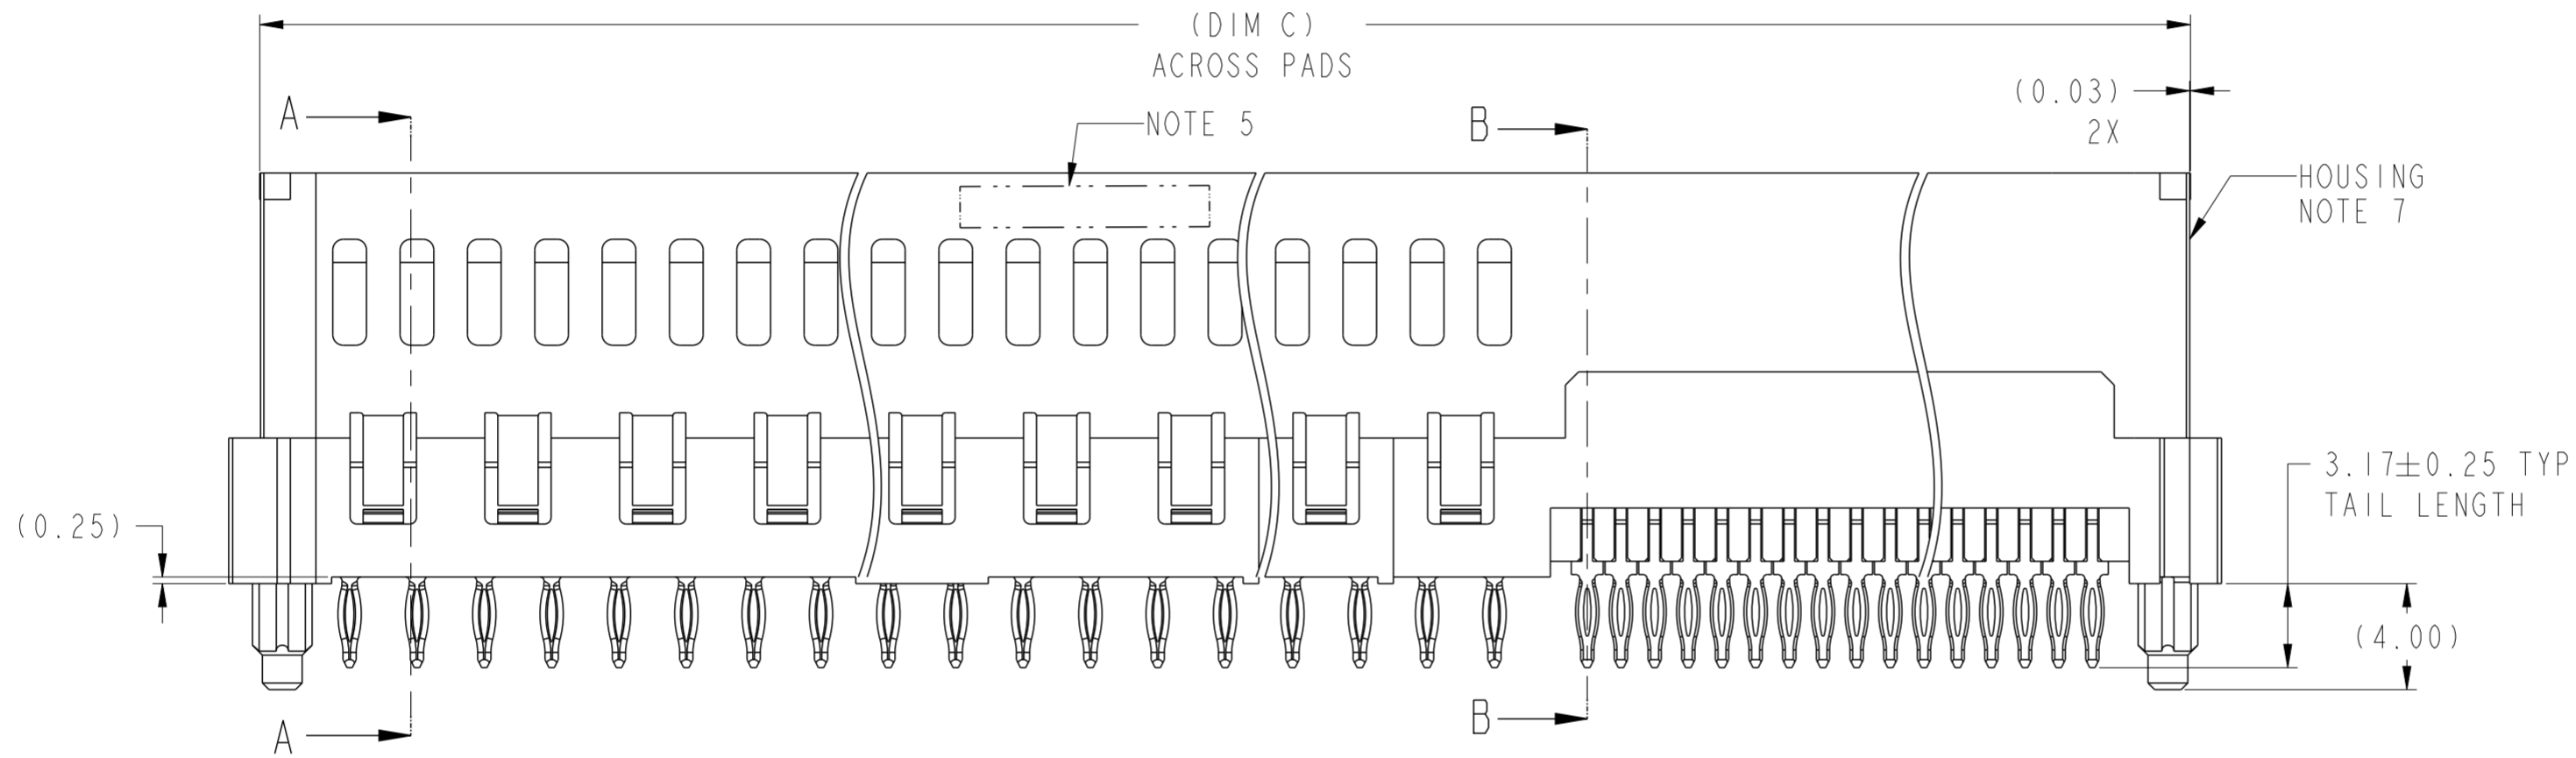 (DIM C)
ACROSS PADS
(0.03)
2X
A
NOTE 5
B
HOUSING
NOTE 7
3.17±0.25 TYP
TAIL LENGTH
(0.25)
(4.00)
A
B